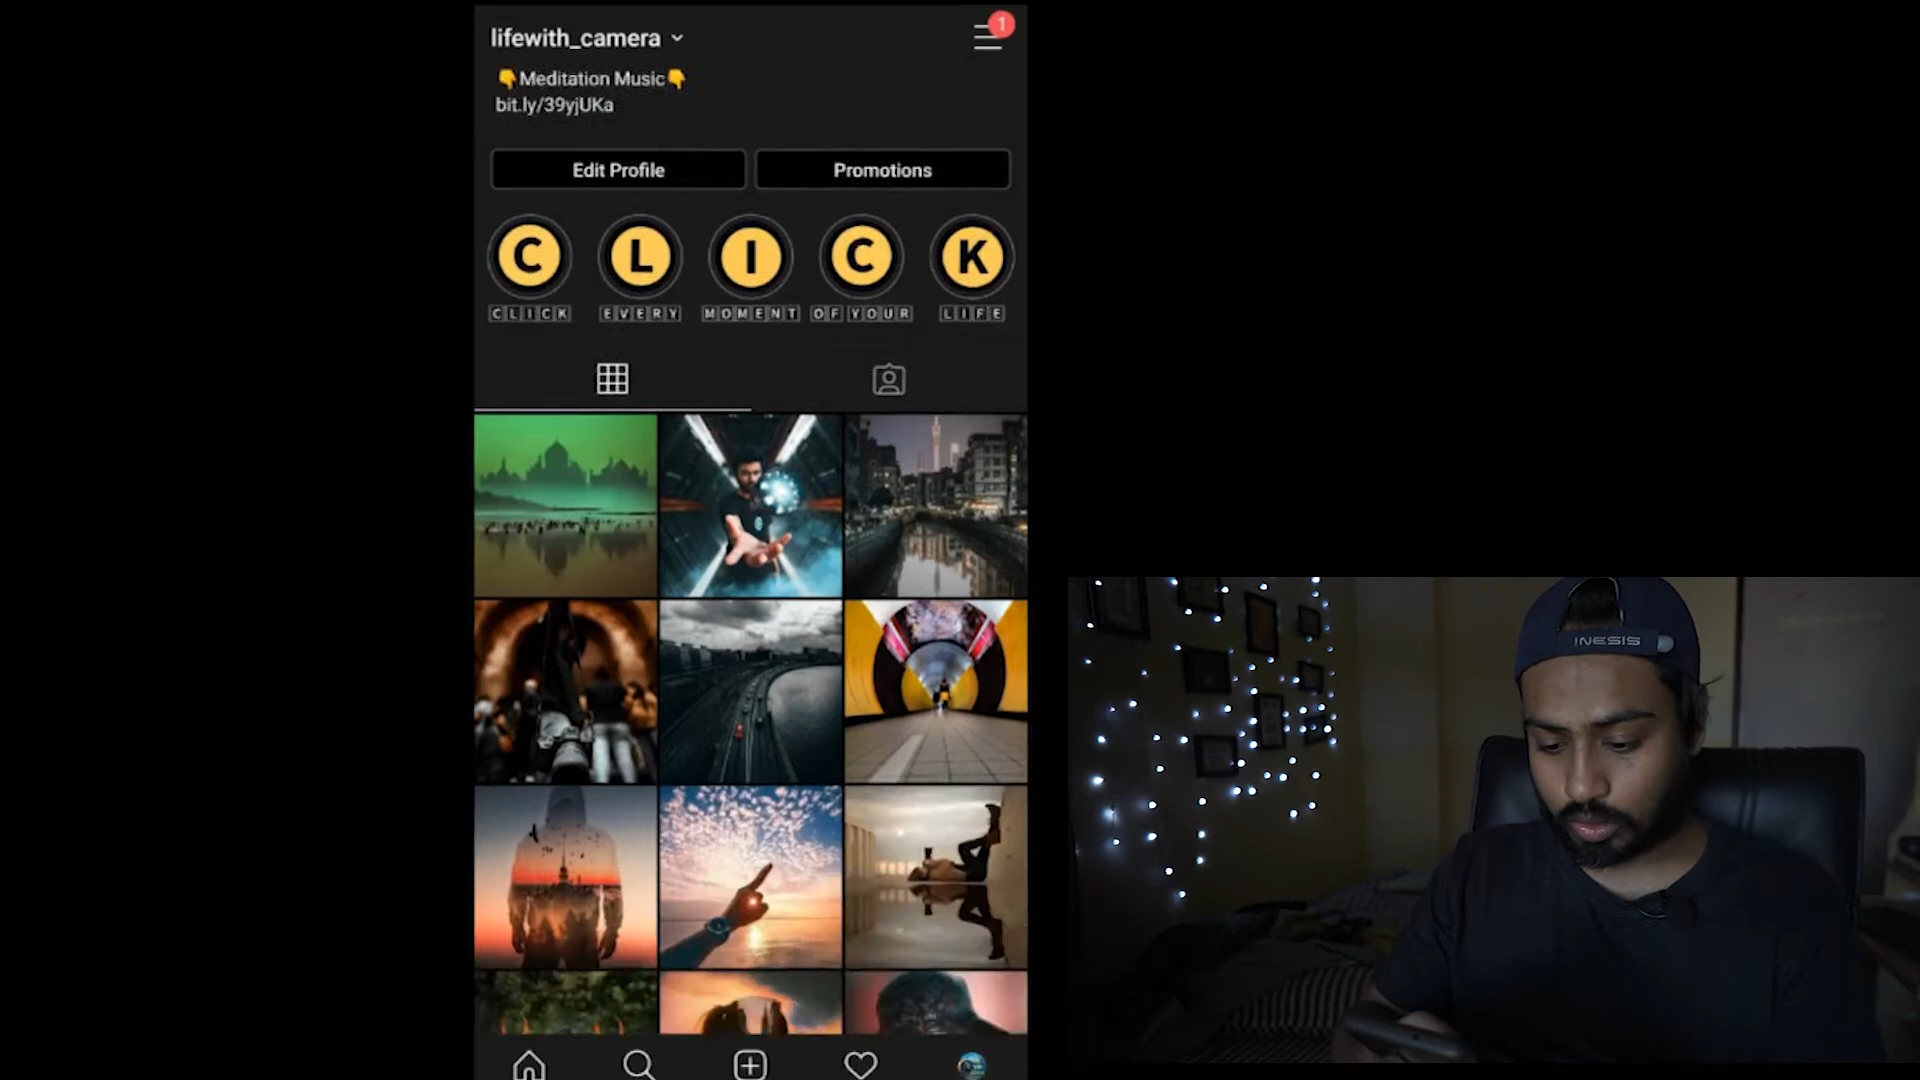 lifewith_camera
1
👇Meditation Music👇
bit.ly/39yjUKa
Edit Profile
Promotions
C L I C K
CLICK EVERY MOMENT OF YOUR LIFE
INESIS